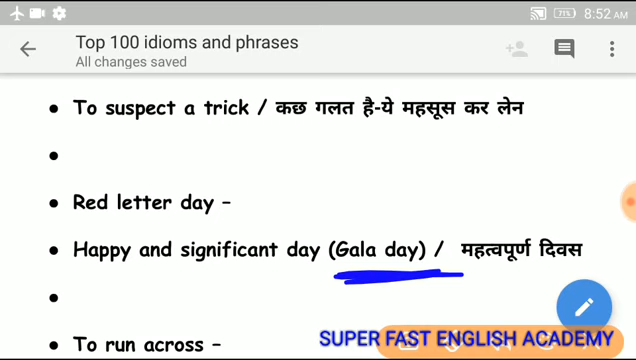 71% 8:52 AM
Top 100 idioms and phrases
All changes saved
• To suspect a trick / कछ गलत है-ये महसूस कर लेन
•
• Red letter day –
• Happy and significant day (Gala day) / महत्वपूर्ण दिवस
•
• To run across –
SUPER FAST ENGLISH ACADEMY